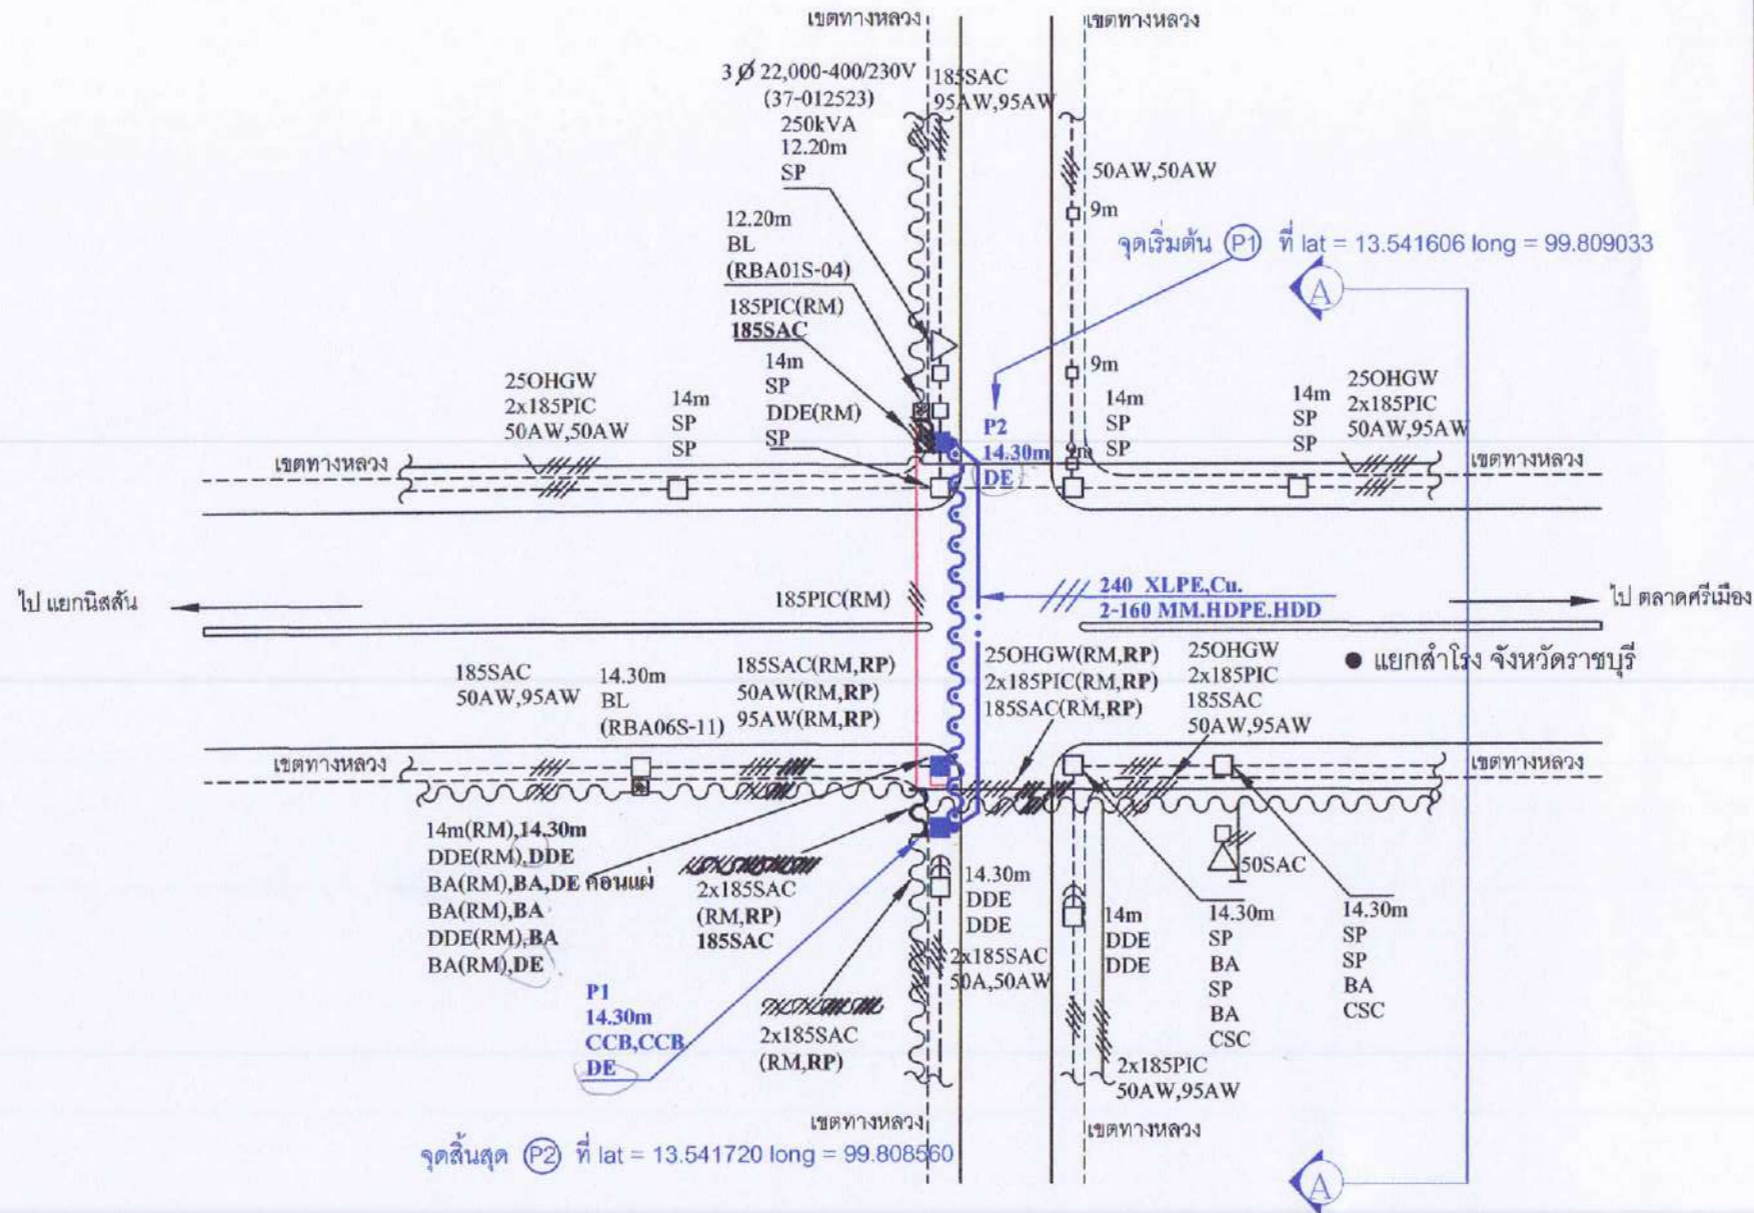 เขตทางหลวง
เขตทางหลวง
3 Ø 22,000-400/230V
(37-012523)
250kVA
12.20m
SP
185SAC
95AW,95AW
50AW,50AW
9m
12.20m
BL
(RBA01S-04)
185PIC(RM)
185SAC
14m
SP
DDE(RM)
SP
จุดเริ่มต้น P1 ที่ lat = 13.541606 long = 99.809033
A
9m
25OHGW
2x185PIC
50AW,50AW
14m
SP
SP
P2
14.30m
DE
9m
14m
SP
SP
14m
SP
SP
25OHGW
2x185PIC
50AW,95AW
เขตทางหลวง
เขตทางหลวง
ไป แยกนิสสัน
185PIC(RM)
240 XLPE,Cu.
2-160 MM.HDPE.HDD
ไป ตลาดศรีเมือง
แยกสำโรง จังหวัดราชบุรี
185SAC
50AW,95AW
14.30m
BL
(RBA06S-11)
185SAC(RM,RP)
50AW(RM,RP)
95AW(RM,RP)
25OHGW(RM,RP)
2x185PIC(RM,RP)
185SAC(RM,RP)
25OHGW
2x185PIC
185SAC
50AW,95AW
เขตทางหลวง
เขตทางหลวง
14m(RM),14.30m
DDE(RM),DDE
BA(RM),BA,DE คอนแผ่
BA(RM),BA
DDE(RM),BA
BA(RM),DE
2x185SAC
(RM,RP)
185SAC
14.30m
DDE
DDE
2x185SAC
50A,50AW
14m
DDE
DDE
50SAC
14.30m
SP
BA
SP
BA
CSC
14.30m
SP
SP
BA
CSC
P1
14.30m
CCB,CCB
DE
2x185SAC
(RM,RP)
2x185PIC
50AW,95AW
เขตทางหลวง
เขตทางหลวง
จุดสิ้นสุด P2 ที่ lat = 13.541720 long = 99.808560
A